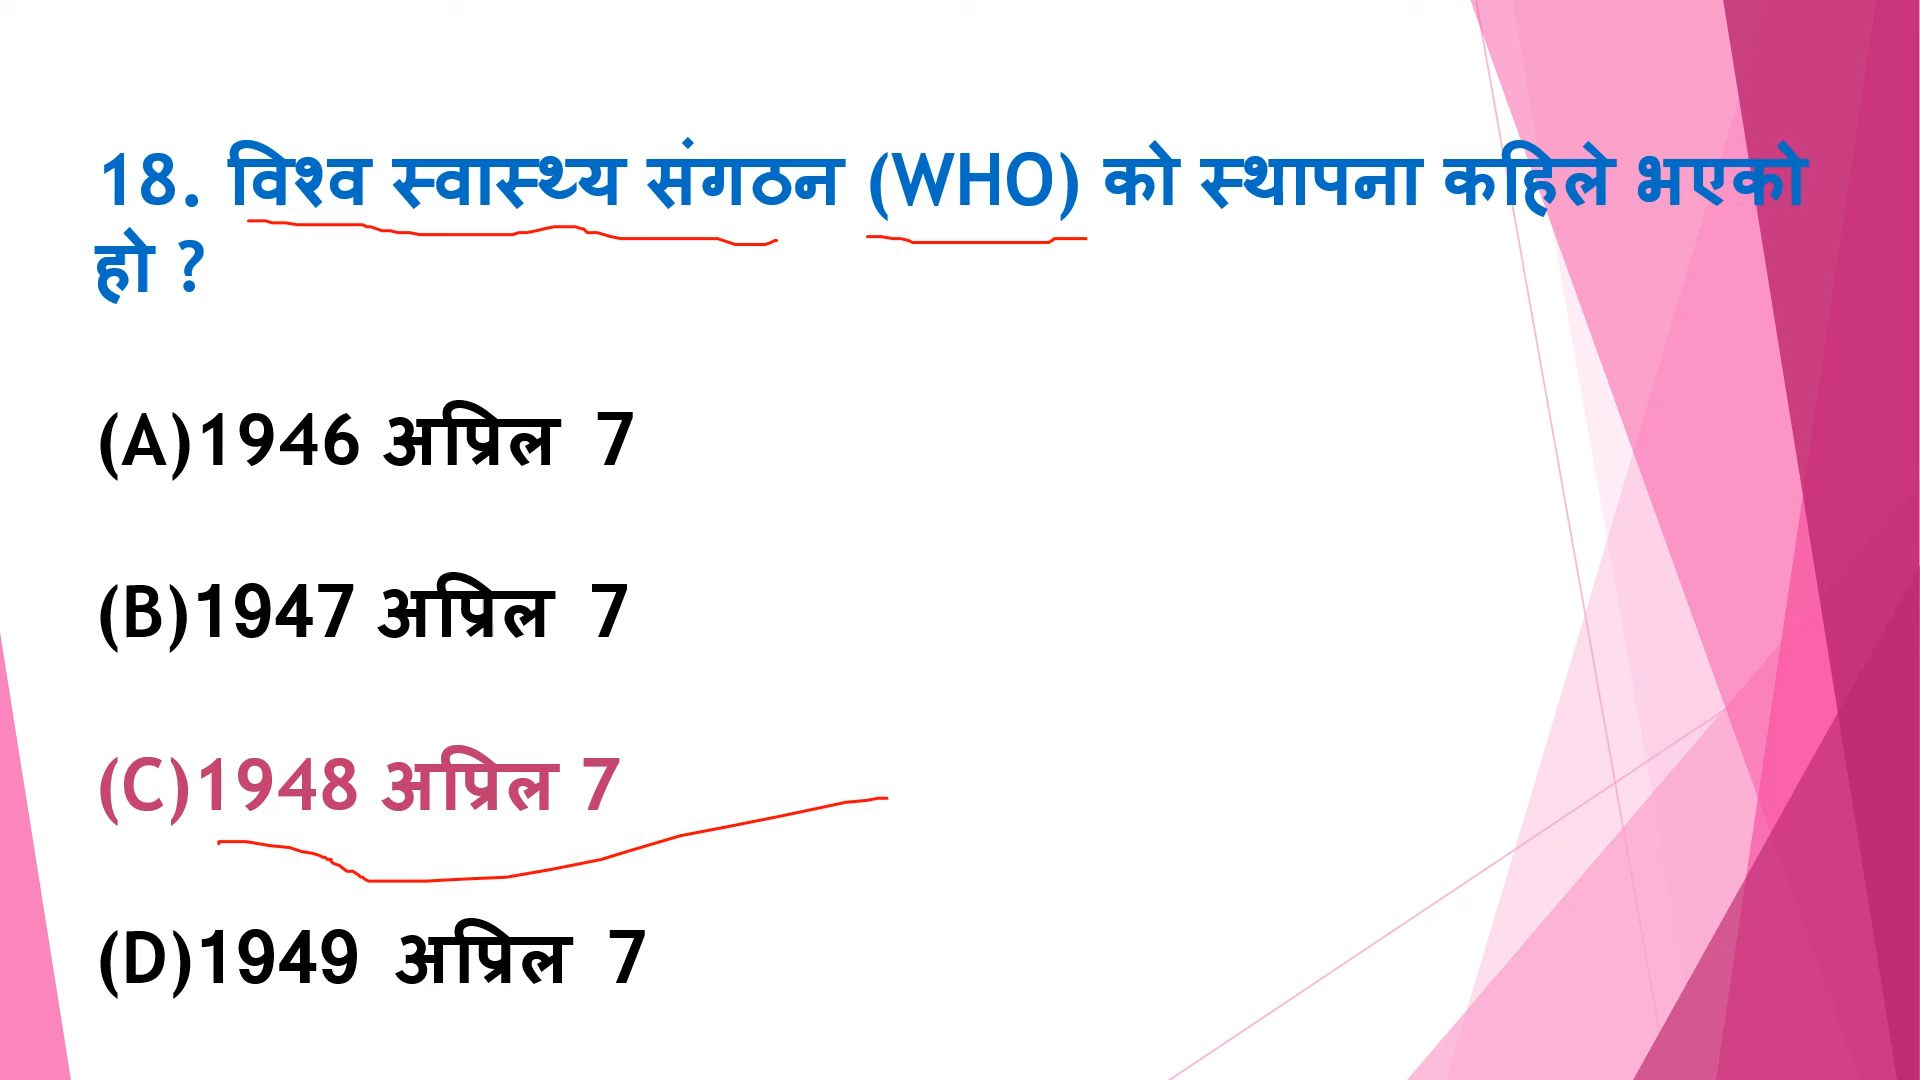 18. विश्व स्वास्थ्य संगठन (WHO) को स्थापना कहिले भएको
हो ?
(A)1946 अप्रिल 7
(B)1947 अप्रिल 7
(C)1948 अप्रिल 7
(D)1949 अप्रिल 7